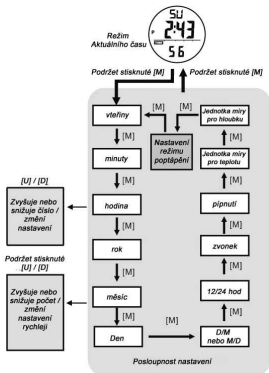 SU
P 2:43
56
Režim
Aktuálního času
Podržet stisknuté [M]
Podržet stisknuté [M]
vteřiny
[M]
Nastavení
režimu
poptápění
[M]
Jednotka míry
pro hloubku
[M]
[M]
minuty
Jednotka míry
pro teplotu
[M]
[M]
[U] / [D]
Zvyšuje nebo
snižuje číslo /
změní
nastavení
hodina
pípnutí
[M]
[M]
rok
zvonek
[M]
[M]
Podržet stisknuté
[U] / [D]
Zvyšuje nebo
snižuje počet /
změní
nastavení
rychleji
měsíc
12/24 hod
[M]
[M]
[M]
Den
D/M
nebo M/D
Posloupnost nastavení